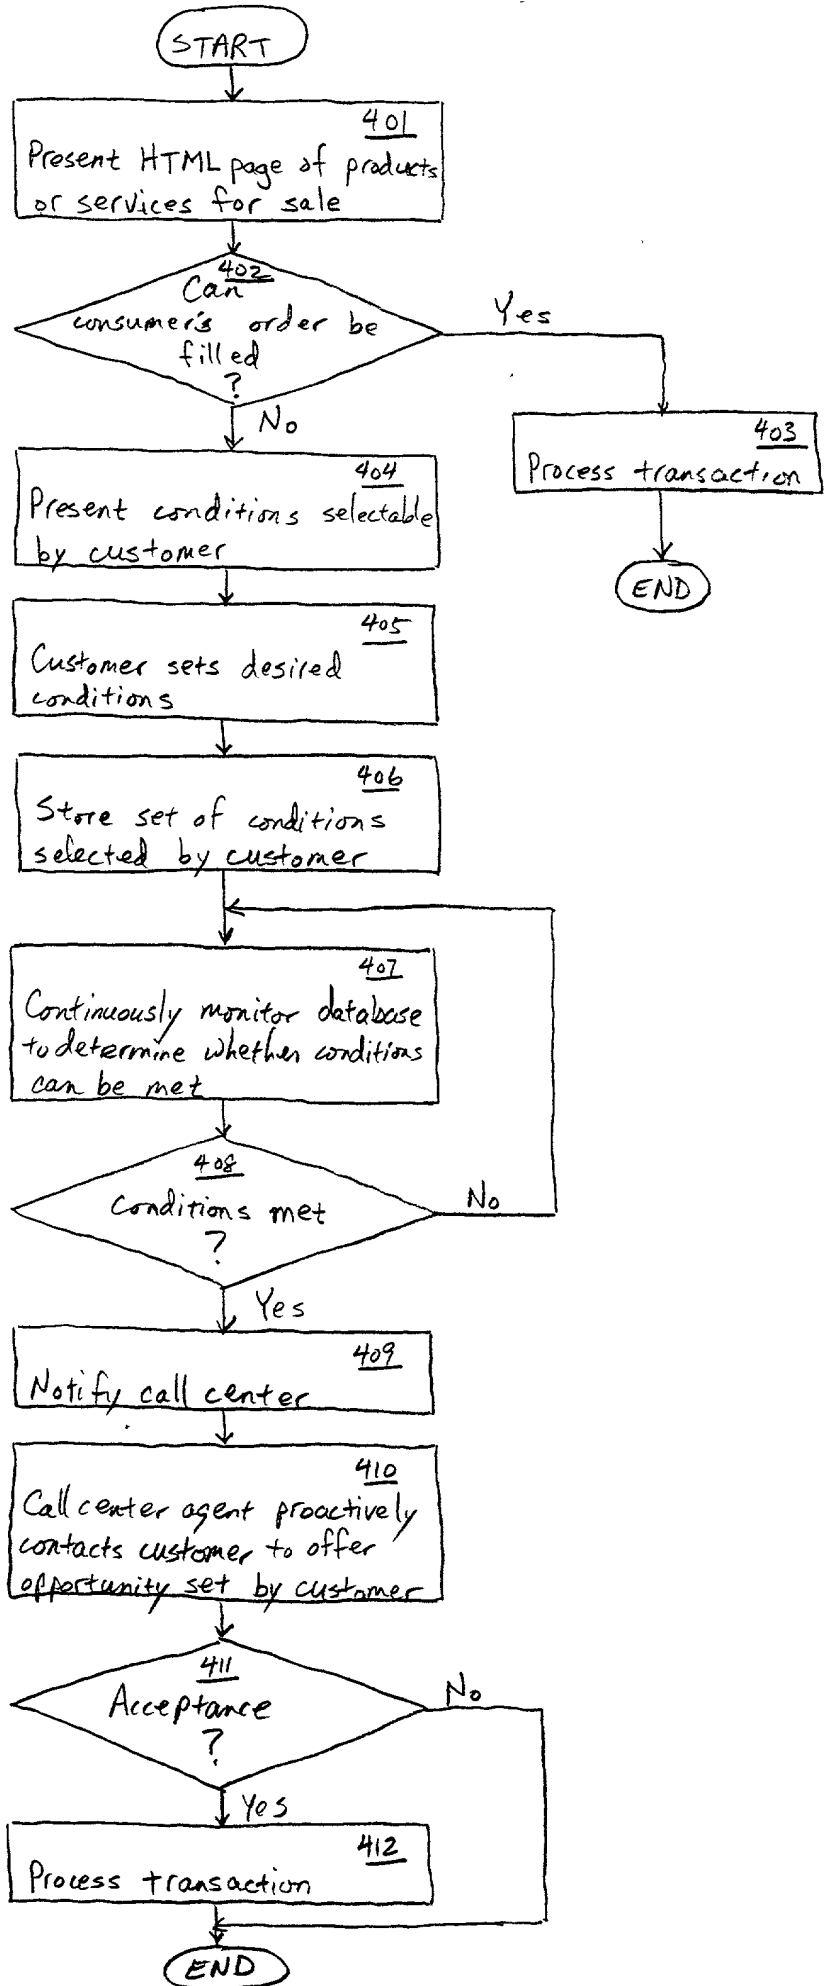 START
401
Present HTML page of products
or services for sale
402
Can
consumer's order be
filled
?
Yes
No
403
Process transaction
END
404
Present conditions selectable
by customer
405
Customer sets desired
conditions
406
Store set of conditions
selected by customer
407
Continuously monitor database
to determine whether conditions
can be met
408
Conditions met
?
No
Yes
409
Notify call center
410
Call center agent proactively
contacts customer to offer
opportunity set by customer
411
Acceptance
?
No
Yes
412
Process transaction
END